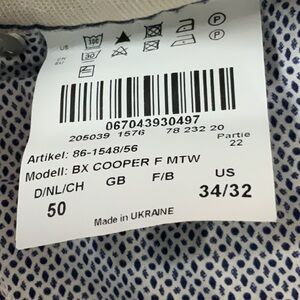 US
067043930497
205039 1576 78 232 20
Partie
22
Artikel: 86-1548/56
Modell: BX COOPER F MTW
D/NL/CH GB F/B US
50 34/32
Made in UKRAINE